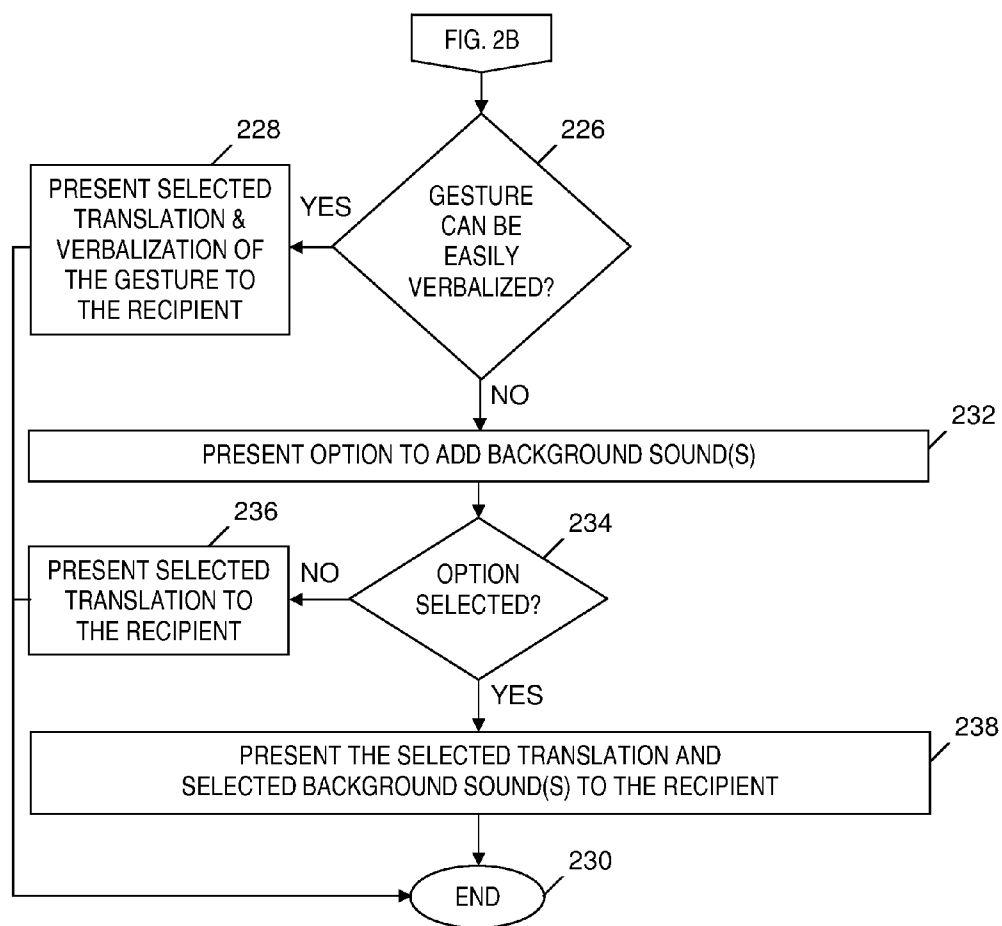 FIG. 2B
226
GESTURE
CAN BE
EASILY
VERBALIZED?
YES
228
PRESENT SELECTED
TRANSLATION &
VERBALIZATION OF
THE GESTURE TO
THE RECIPIENT
NO
232
PRESENT OPTION TO ADD BACKGROUND SOUND(S)
234
OPTION
SELECTED?
NO
236
PRESENT SELECTED
TRANSLATION TO
THE RECIPIENT
YES
238
PRESENT THE SELECTED TRANSLATION AND
SELECTED BACKGROUND SOUND(S) TO THE RECIPIENT
230
END